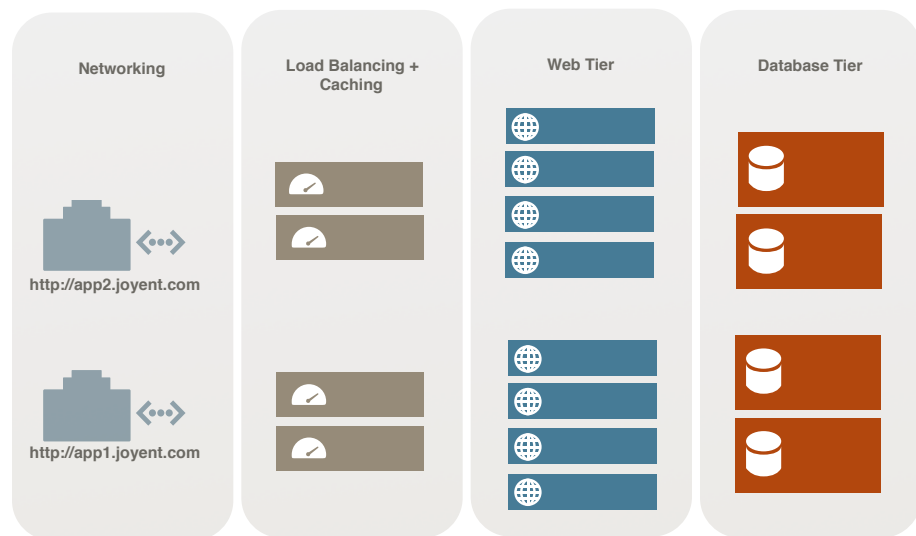 Networking
Load Balancing +
Caching
Web Tier
Database Tier
http://app2.joyent.com
http://app1.joyent.com